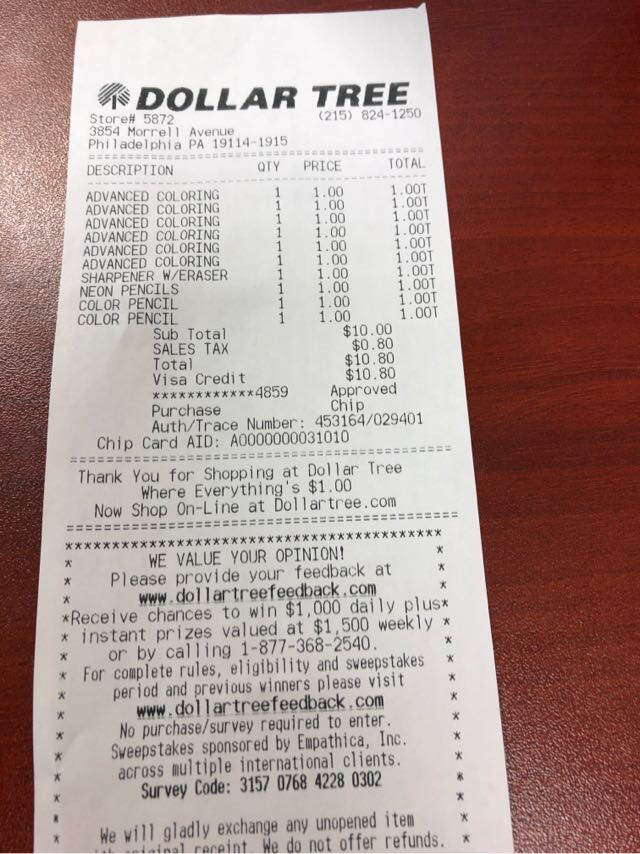 DOLLAR TREE
Store# 5872 (215) 824-1250
3854 Morrell Avenue
Philadelphia PA 19114-1915
========================================
DESCRIPTION QTY PRICE TOTAL
========================================
ADVANCED COLORING 1 1.00 1.00T
ADVANCED COLORING 1 1.00 1.00T
ADVANCED COLORING 1 1.00 1.00T
ADVANCED COLORING 1 1.00 1.00T
ADVANCED COLORING 1 1.00 1.00T
ADVANCED COLORING 1 1.00 1.00T
SHARPENER W/ERASER 1 1.00 1.00T
NEON PENCILS 1 1.00 1.00T
COLOR PENCIL 1 1.00 1.00T
COLOR PENCIL 1 1.00 1.00T
Sub Total $10.00
SALES TAX $0.80
Total $10.80
Visa Credit $10.80
************4859 Approved
Purchase Chip
Auth/Trace Number: 453164/029401
Chip Card AID: A0000000031010
========================================
Thank You for Shopping at Dollar Tree
Where Everything's $1.00
Now Shop On-Line at Dollartree.com
========================================
****************************************
* WE VALUE YOUR OPINION! *
* Please provide your feedback at *
* www.dollartreefeedback.com *
*Receive chances to win $1,000 daily plus*
* instant prizes valued at $1,500 weekly *
* or by calling 1-877-368-2540. *
* For complete rules, eligibility and sweepstakes *
* period and previous winners please visit *
* www.dollartreefeedback.com *
* No purchase/survey required to enter. *
* Sweepstakes sponsored by Empathica, Inc. *
* across multiple international clients. *
* Survey Code: 3157 0768 4228 0302 *
* *
* We will gladly exchange any unopened item *
with original receipt. We do not offer refunds. *